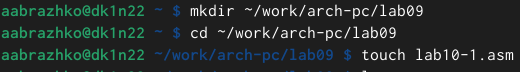 aabrazhko@dk1n22 ~ $ mkdir ~/work/arch-pc/lab09
aabrazhko@dk1n22 ~ $ cd ~/work/arch-pc/lab09
aabrazhko@dk1n22 ~/work/arch-pc/lab09 $ touch lab10-1.asm